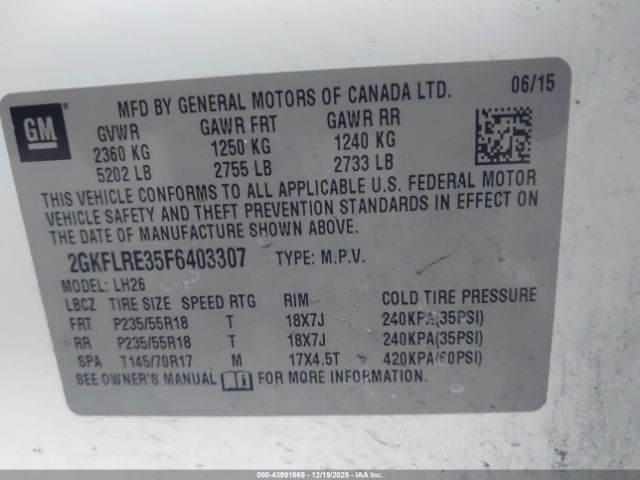 MFD BY GENERAL MOTORS OF CANADA LTD. 06/15
GM
GVWR GAWR FRT GAWR RR
2360 KG 1250 KG 1240 KG
5202 LB 2755 LB 2733 LB
THIS VEHICLE CONFORMS TO ALL APPLICABLE U.S. FEDERAL MOTOR
VEHICLE SAFETY AND THEFT PREVENTION STANDARDS IN EFFECT ON
THE DATE OF MANUFACTURE SHOWN ABOVE.
2GKFLRE35F6403307 TYPE: M.P.V.
MODEL: LH26
LBCZ TIRE SIZE SPEED RTG RIM COLD TIRE PRESSURE
FRT P235/55R18 T 18X7J 240KPA(35PSI)
RR P235/55R18 T 18X7J 240KPA(35PSI)
SPA T145/70R17 M 17X4.5T 420KPA(60PSI)
SEE OWNER'S MANUAL FOR MORE INFORMATION.
000-43991669 - 12/19/2025 - IAA Inc.